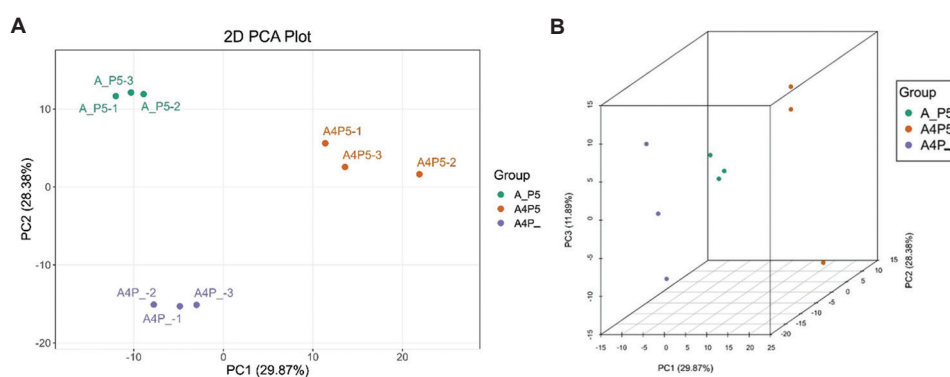 A
2D PCA Plot
A_P5-3
A_P5-1
A_P5-2
A4P5-1
A4P5-3
A4P5-2
A4P_-2
A4P_-3
A4P_-1
10
0
-10
-20
-10
0
10
20
PC2 (28.38%)
PC1 (29.87%)
Group
A_P5
A4P5
A4P_
B
15
10
5
0
-5
-10
-15
PC3 (11.89%)
-15
-10
-5
0
5
10
15
20
25
PC1 (29.87%)
-20
-15
-10
-5
0
5
10
15
PC2 (28.38%)
Group
A_P5
A4P5
A4P_